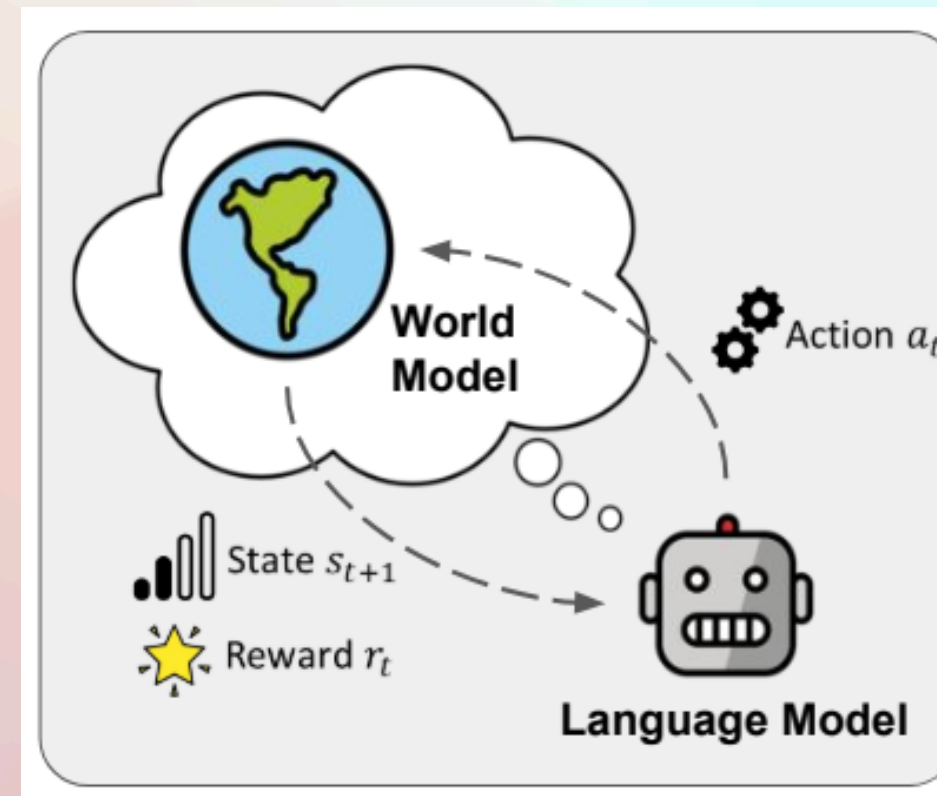 World
Model
Action a_t
State s_{t+1}
Reward r_t
Language Model